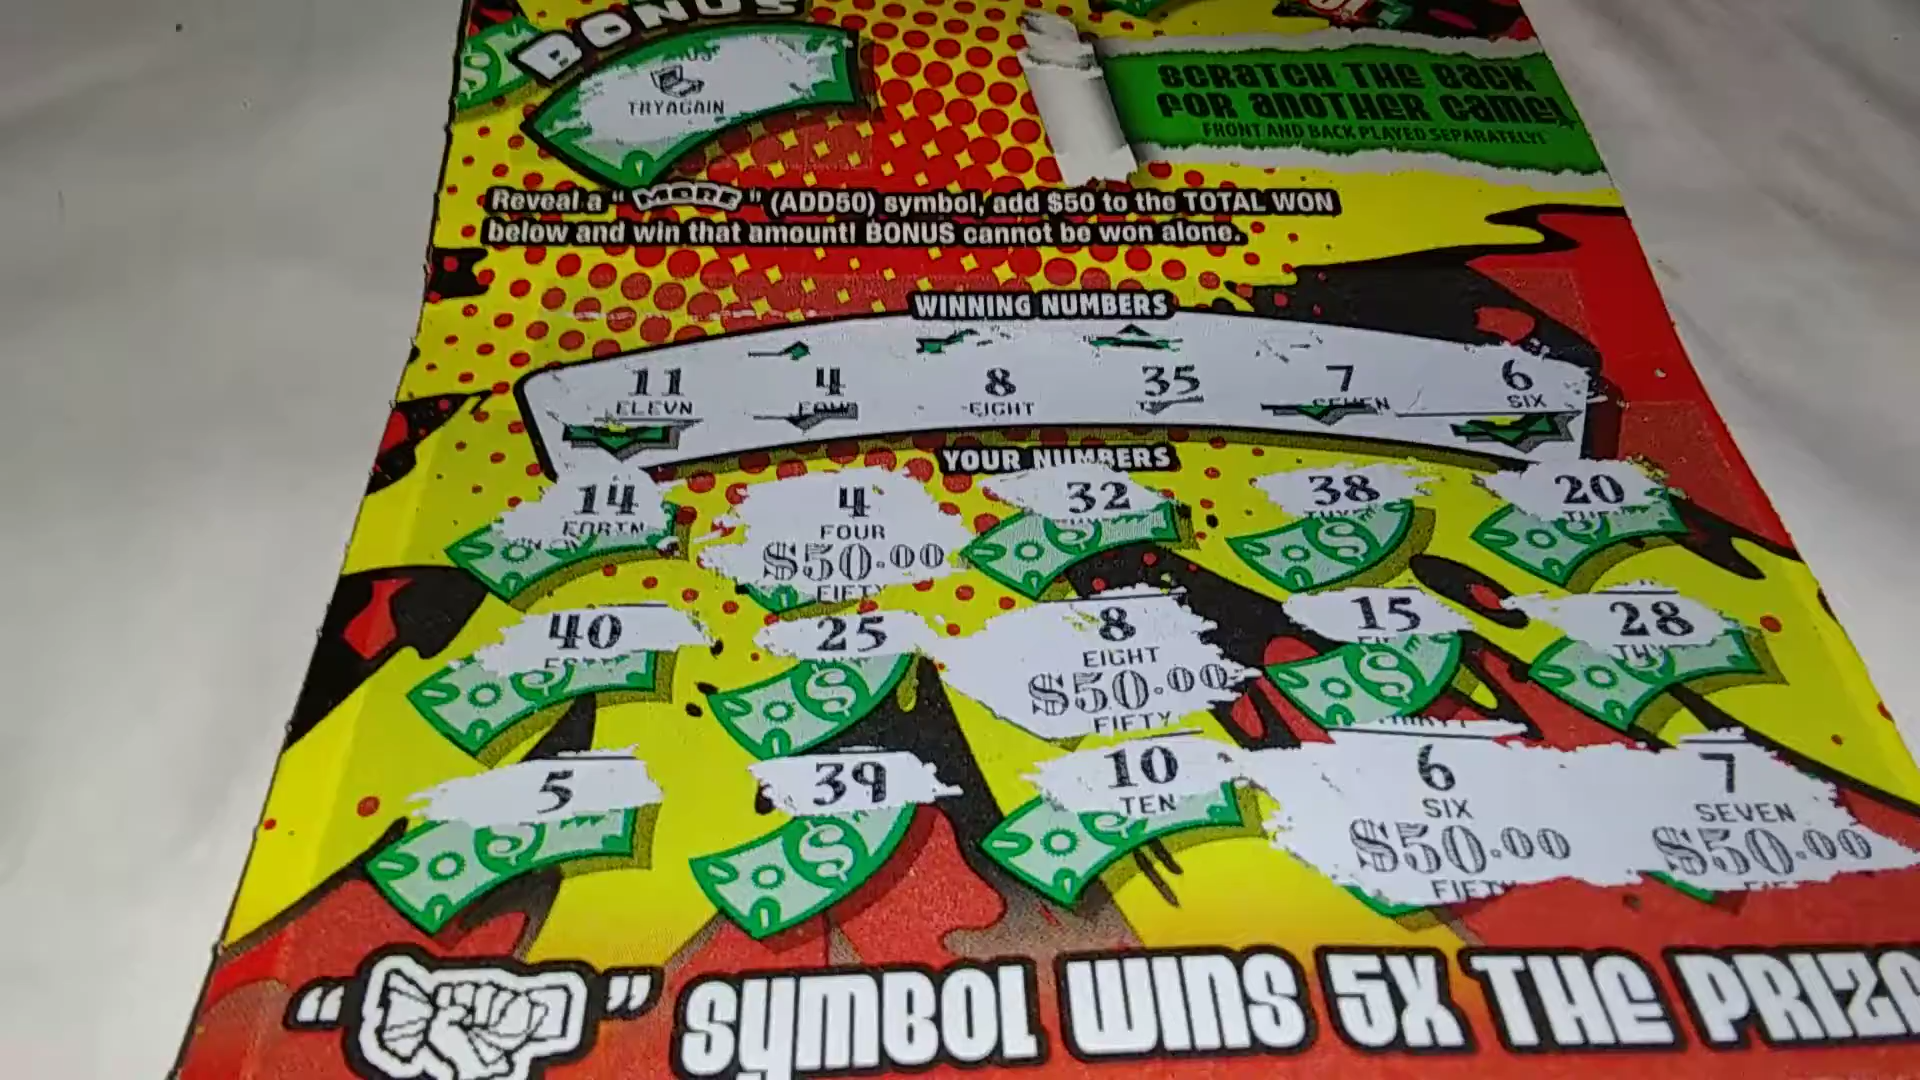 BONUS
TRYAGAIN
SCRATCH THE BACK
FOR ANOTHER GAME!
FRONT AND BACK PLAYED SEPARATELY!
Reveal a "MORE" (ADD50) symbol, add $50 to the TOTAL WON
below and win that amount! BONUS cannot be won alone.
WINNING NUMBERS
11 4 8 35 7 6
ELEVN EIGHT SEVEN SIX
YOUR NUMBERS
14 4 32 38 20
FOUR
$50.00
FIFTY
40 25 8 15 28
EIGHT
$50.00
FIFTY
5 39 10 6 7
TEN SIX SEVEN
$50.00 $50.00
" " SYMBOL WINS 5X THE